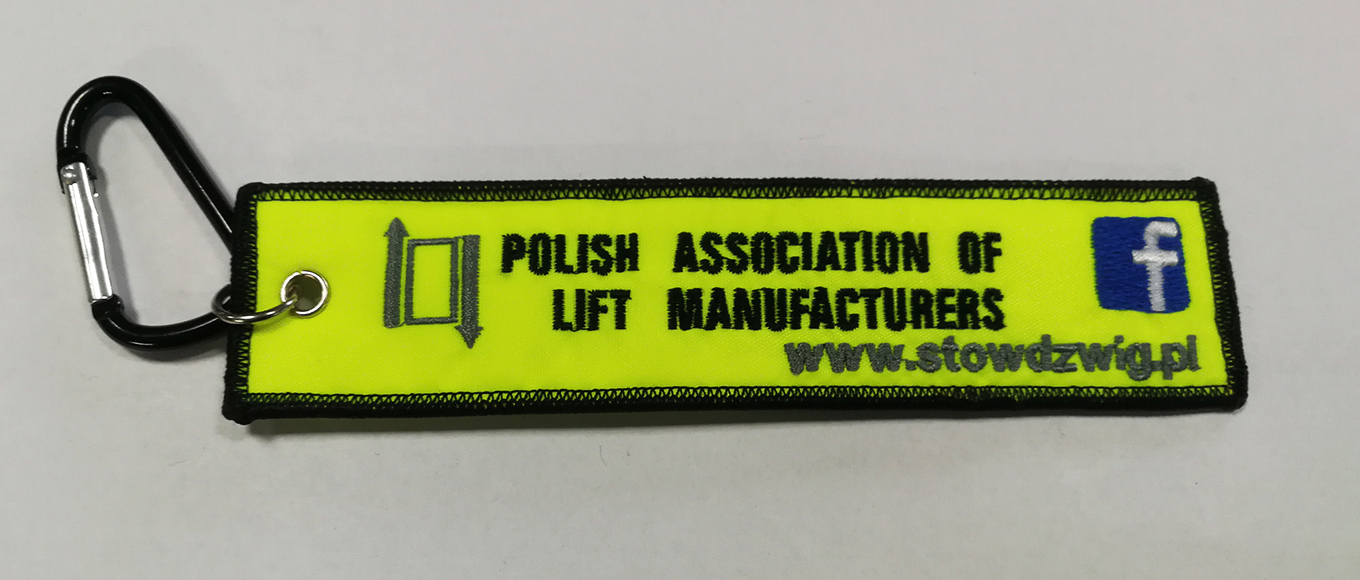 POLISH ASSOCIATION OF
LIFT MANUFACTURERS
www.stowdzwig.pl
f